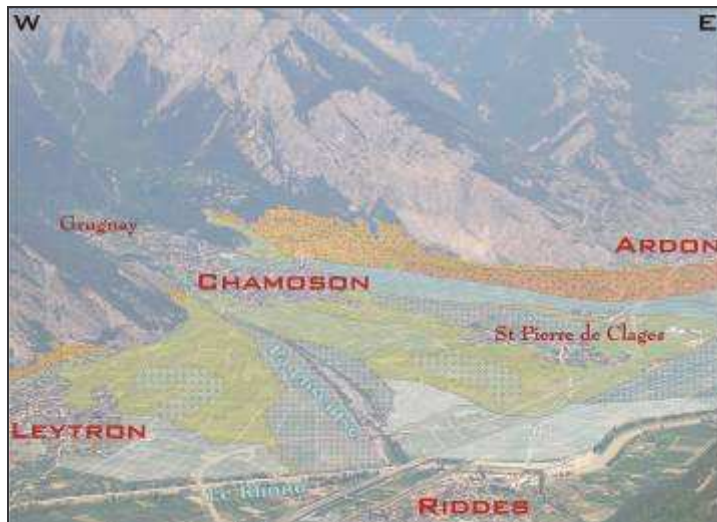 W
E
Grugnay
ARDON
CHAMOSON
St Pierre de Clages
LEYTRON
Le Rhône
RIDDES